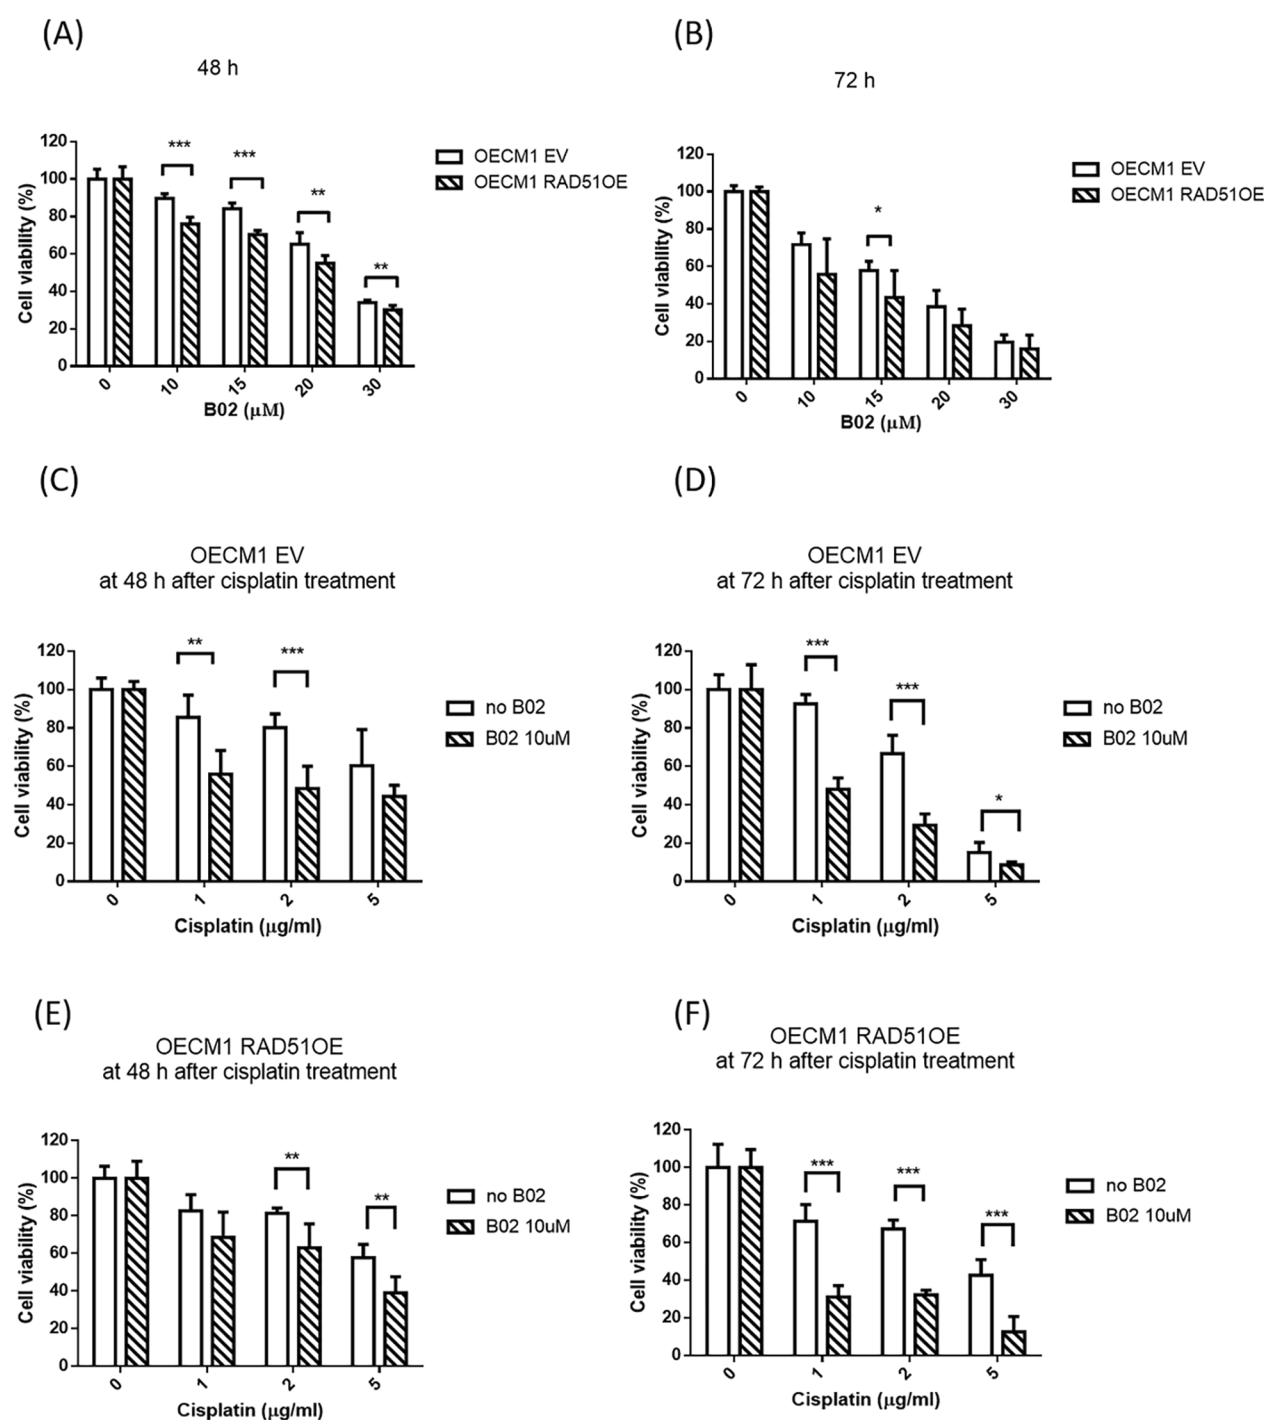 (A)
48 h
120
100
80
60
40
20
0
Cell viability (%)
***
***
**
**
0
10
15
20
30
B02 (µM)
OECM1 EV
OECM1 RAD51OE
(B)
72 h
120
100
80
60
40
20
0
Cell viability (%)
*
0
10
15
20
30
B02 (µM)
OECM1 EV
OECM1 RAD51OE
(C)
OECM1 EV
at 48 h after cisplatin treatment
120
100
80
60
40
20
0
Cell viability (%)
**
***
0
1
2
5
Cisplatin (µg/ml)
no B02
B02 10uM
(D)
OECM1 EV
at 72 h after cisplatin treatment
120
100
80
60
40
20
0
Cell viability (%)
***
***
*
0
1
2
5
Cisplatin (µg/ml)
no B02
B02 10uM
(E)
OECM1 RAD51OE
at 48 h after cisplatin treatment
120
100
80
60
40
20
0
Cell viability (%)
**
**
0
1
2
5
Cisplatin (µg/ml)
no B02
B02 10uM
(F)
OECM1 RAD51OE
at 72 h after cisplatin treatment
120
100
80
60
40
20
0
Cell viability (%)
***
***
***
0
1
2
5
Cisplatin (µg/ml)
no B02
B02 10uM